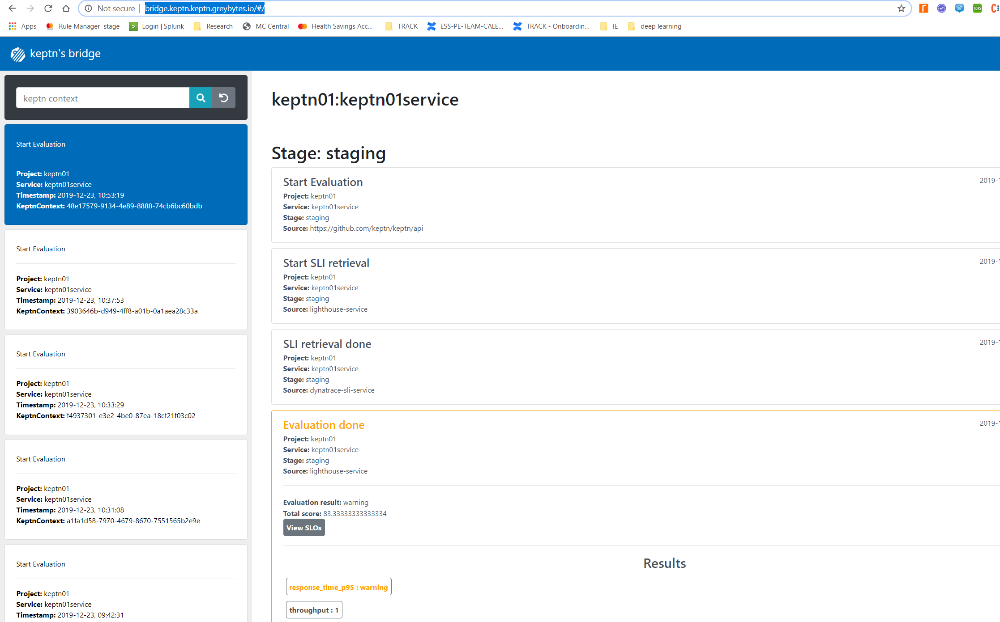 Not secure | bridge.keptn.keptn.greybytes.io/#/
Apps Rule Manager stage Login | Splunk Research MC Central Health Savings Acc... TRACK ESS-PE-TEAM-CALE... TRACK - Onboardin... IE deep learning
keptn's bridge
keptn context
Start Evaluation
Project: keptn01
Service: keptn01service
Timestamp: 2019-12-23, 10:53:19
KeptnContext: 48e17579-9134-4e89-8888-74cb6bc60bdb
Start Evaluation
Project: keptn01
Service: keptn01service
Timestamp: 2019-12-23, 10:37:53
KeptnContext: 3903646b-d949-4ff8-a01b-0a1aea28c33a
Start Evaluation
Project: keptn01
Service: keptn01service
Timestamp: 2019-12-23, 10:33:29
KeptnContext: f4937301-e3e2-4be0-87ea-18cf21f03c02
Start Evaluation
Project: keptn01
Service: keptn01service
Timestamp: 2019-12-23, 10:31:08
KeptnContext: a1fa1d58-7970-4679-8670-7551565b2e9e
Start Evaluation
Project: keptn01
Service: keptn01service
Timestamp: 2019-12-23, 09:42:31
keptn01:keptn01service
Stage: staging
Start Evaluation 2019-1
Project: keptn01
Service: keptn01service
Stage: staging
Source: https://github.com/keptn/keptn/api
Start SLI retrieval 2019-1
Project: keptn01
Service: keptn01service
Stage: staging
Source: lighthouse-service
SLI retrieval done 2019-1
Project: keptn01
Service: keptn01service
Stage: staging
Source: dynatrace-sli-service
Evaluation done 2019-1
Project: keptn01
Service: keptn01service
Stage: staging
Source: lighthouse-service
Evaluation result: warning
Total score: 83.33333333333334
View SLOs
Results
response_time_p95 : warning
throughput : 1